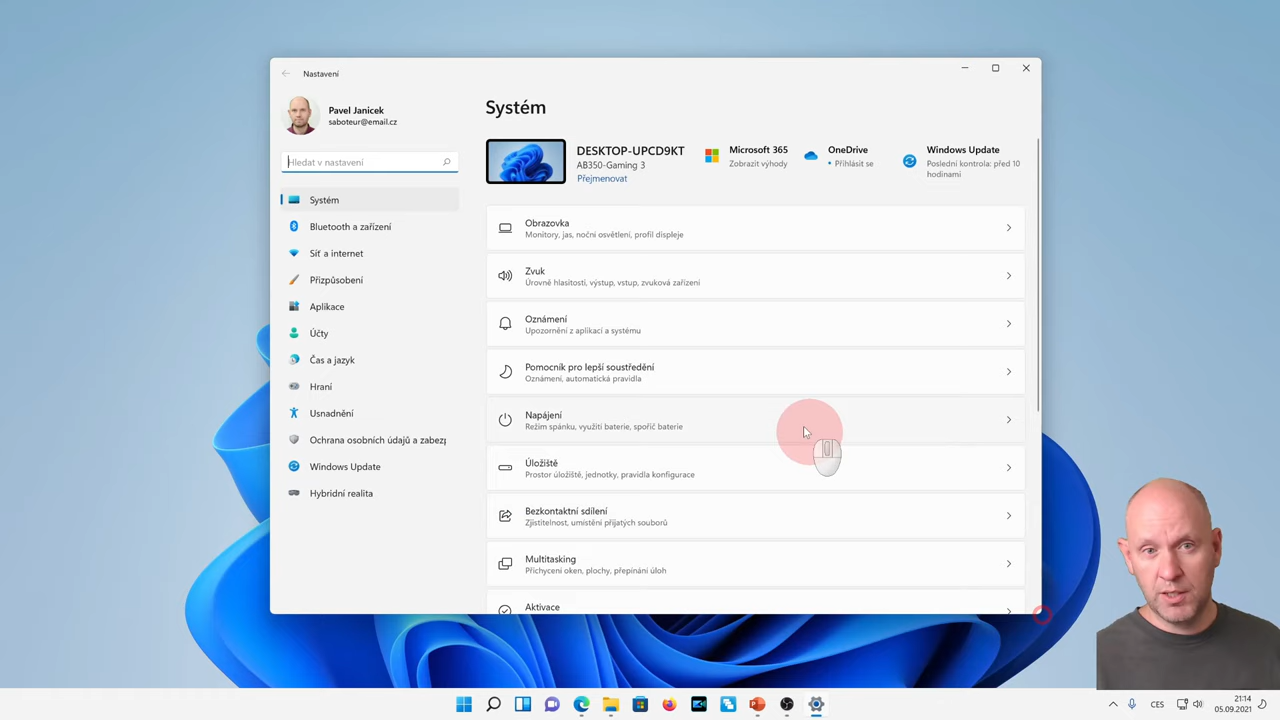 Nastavení
Pavel Janicek
saboteur@email.cz
Hledat v nastavení
Systém
Bluetooth a zařízení
Síť a internet
Přizpůsobení
Aplikace
Účty
Čas a jazyk
Hraní
Usnadnění
Ochrana osobních údajů a zabezp
Windows Update
Hybridní realita
Systém
DESKTOP-UPCD9KT
AB350-Gaming 3
Přejmenovat
Microsoft 365
Zobrazit výhody
OneDrive
• Přihlásit se
Windows Update
Poslední kontrola: před 10
hodinami
Obrazovka
Monitory, jas, noční osvětlení, profil displeje
Zvuk
Úrovně hlasitosti, výstup, vstup, zvuková zařízení
Oznámení
Upozornění z aplikací a systému
Pomocník pro lepší soustředění
Oznámení, automatická pravidla
Napájení
Režim spánku, využití baterie, spořič baterie
Úložiště
Prostor úložiště, jednotky, pravidla konfigurace
Bezkontaktní sdílení
Zjistitelnost, umístění přijatých souborů
Multitasking
Přichycení oken, plochy, přepínání úloh
Aktivace
CES
21:14
05.09.2021